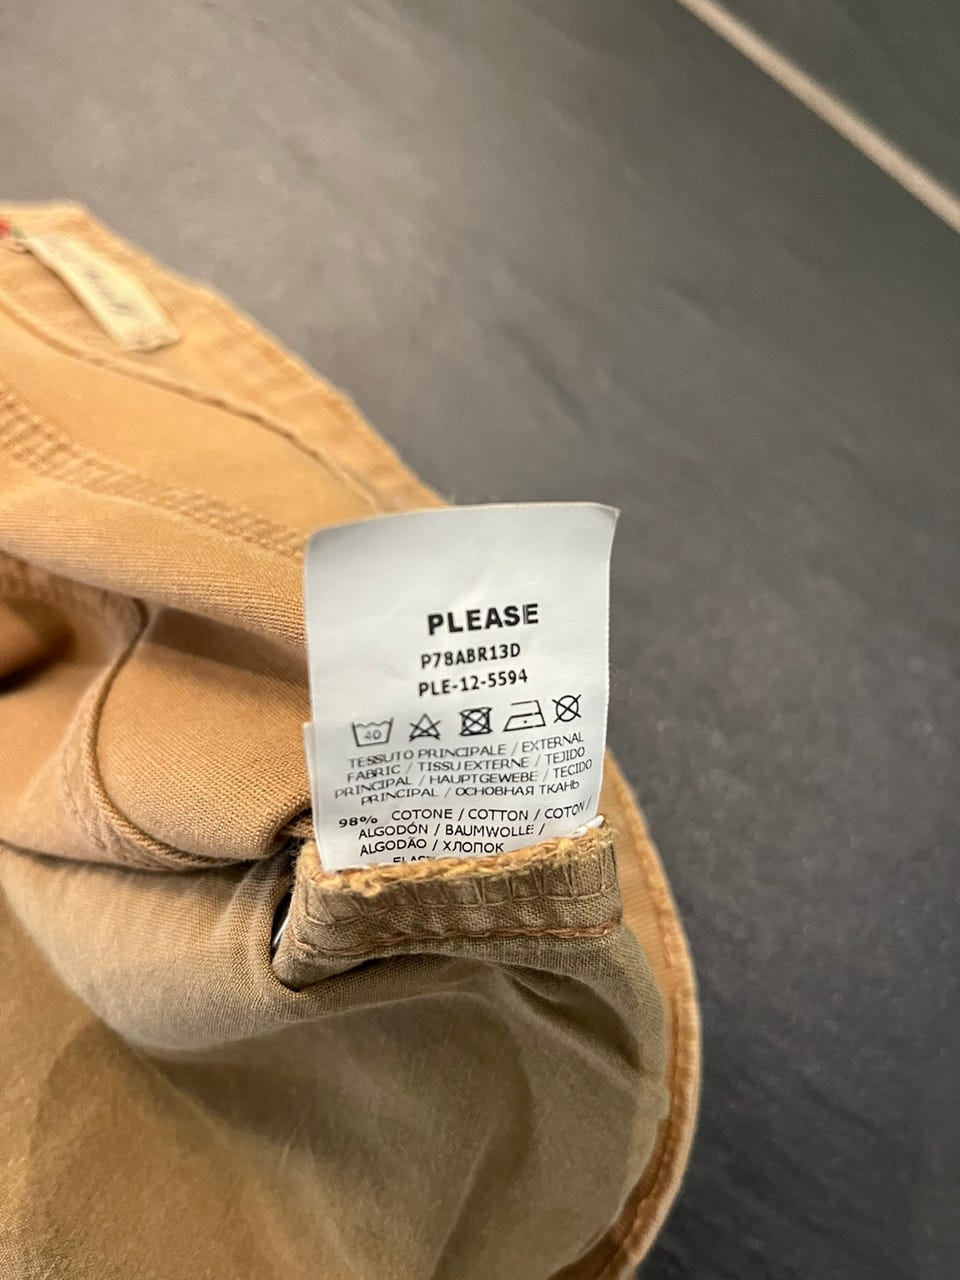 PLEASE
P78ABR13D
PLE-12-5594
40
TESSUTO PRINCIPALE / EXTERNAL
FABRIC / TISSU EXTERNE / TEJIDO
PRINCIPAL / HAUPTGEWEBE / TECIDO
PRINCIPAL / ОСНОВНАЯ ТКАНЬ
98% COTONE / COTTON / COTON /
ALGODÓN / BAUMWOLLE /
ALGODÃO / ХЛОПОК